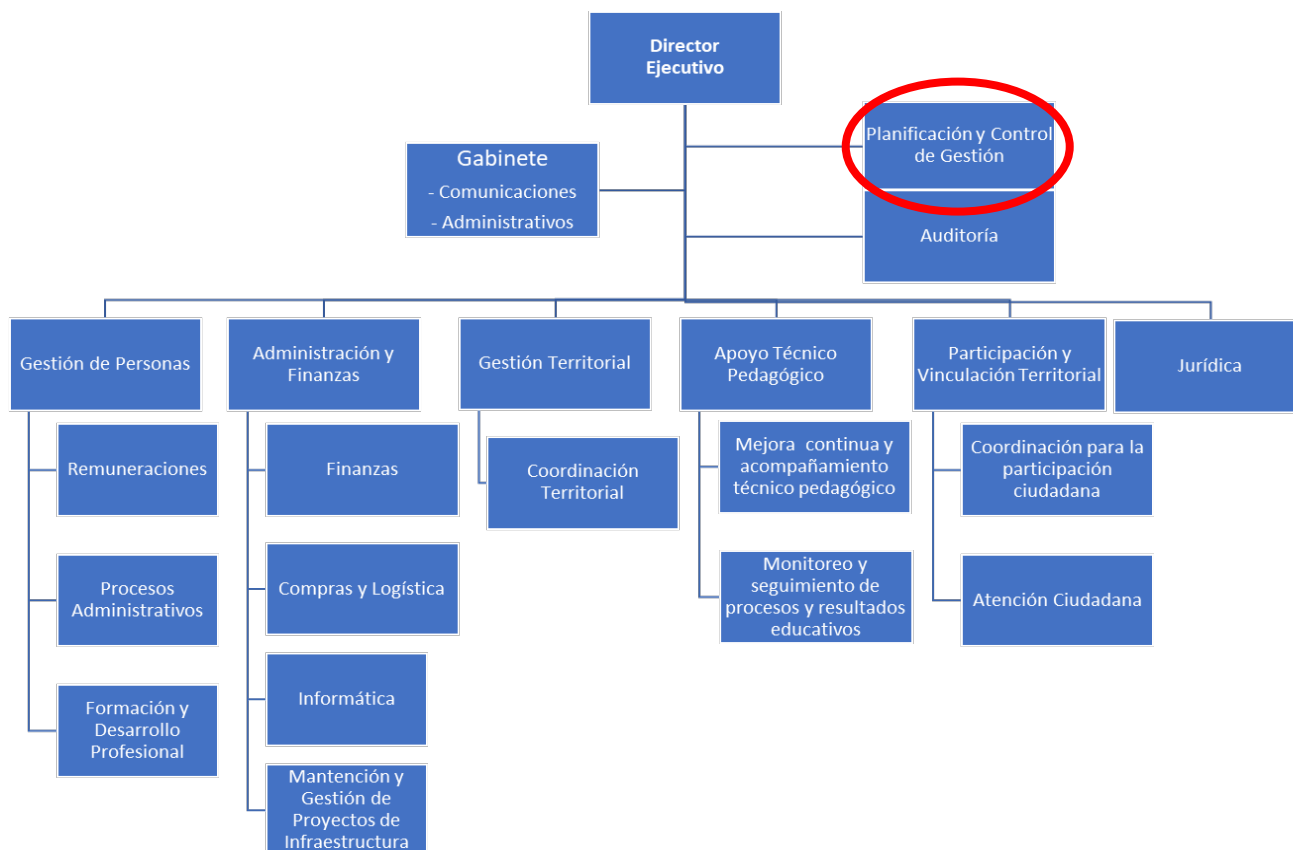 Director
Ejecutivo
Planificación y Control
de Gestión
Gabinete
- Comunicaciones
- Administrativos
Auditoría
Gestión de Personas
Administración y
Finanzas
Gestión Territorial
Apoyo Técnico
Pedagógico
Participación y
Vinculación Territorial
Jurídica
Remuneraciones
Procesos
Administrativos
Formación y
Desarrollo
Profesional
Finanzas
Compras y Logística
Informática
Mantención y
Gestión de
Proyectos de
Infraestructura
Coordinación
Territorial
Mejora  continua y
acompañamiento
técnico pedagógico
Monitoreo y
seguimiento de
procesos y resultados
educativos
Coordinación para la
participación
ciudadana
Atención Ciudadana